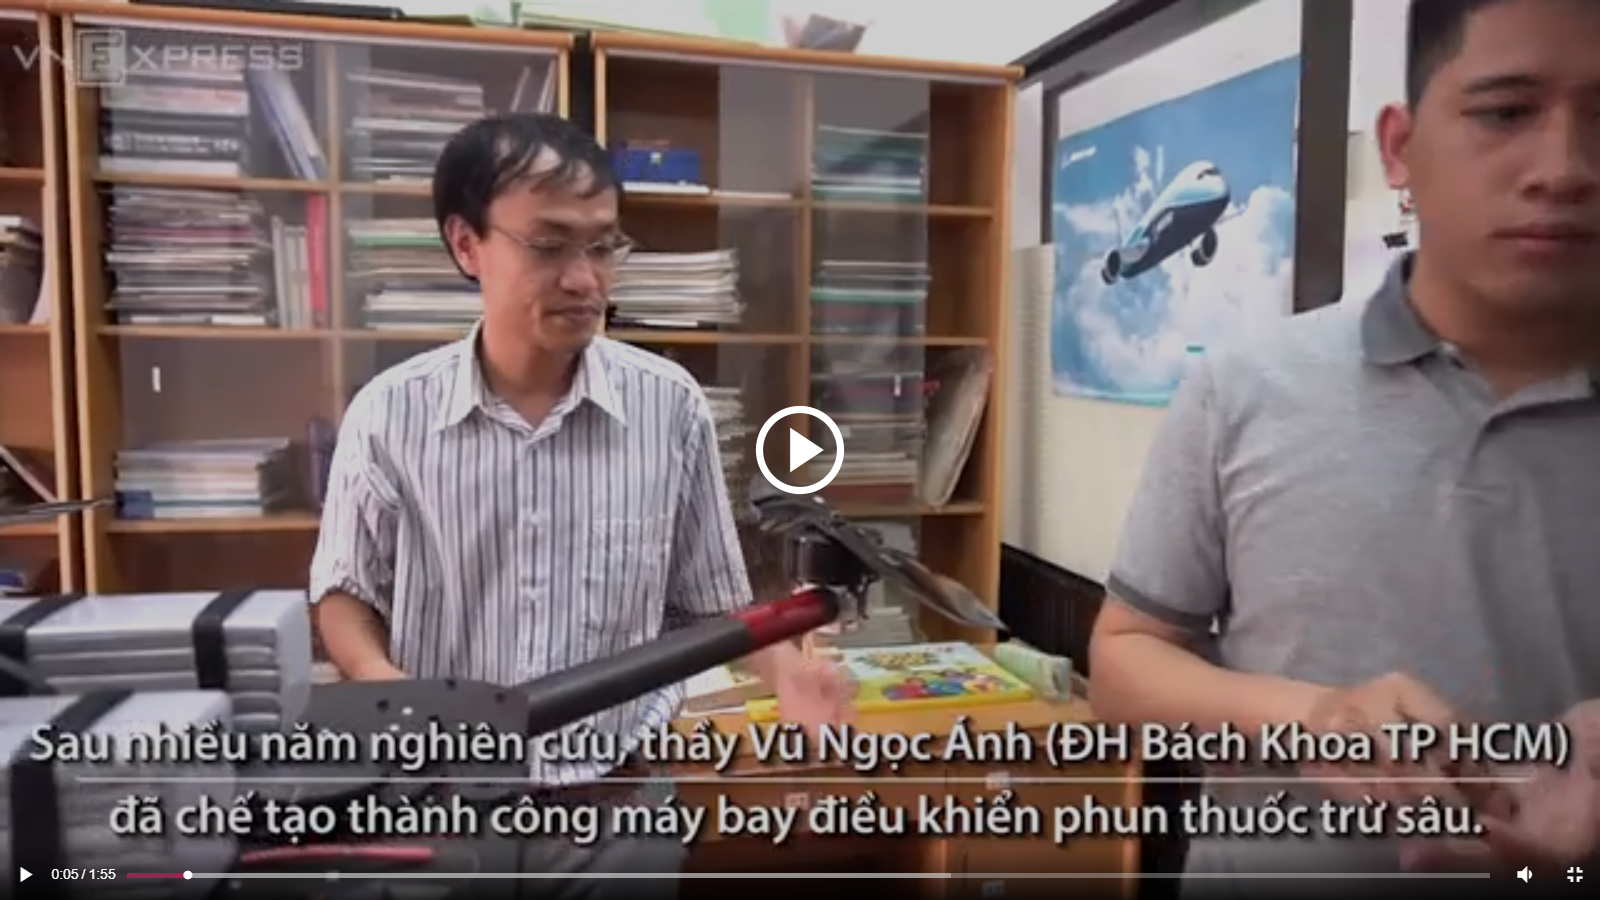 VNEXPRESS
BOEING
Sau nhiều năm nghiên cứu, thầy Vũ Ngọc Ánh (ĐH Bách Khoa TP HCM)
đã chế tạo thành công máy bay điều khiển phun thuốc trừ sâu.
0:05 / 1:55